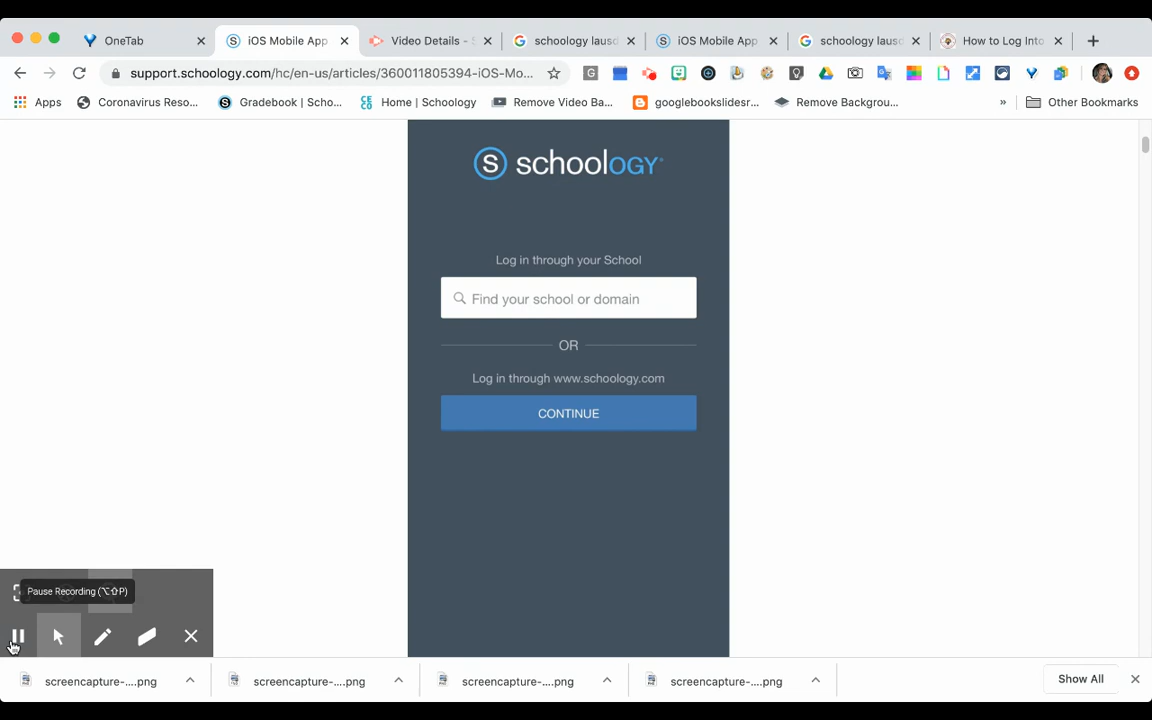 OneTab
iOS Mobile App
Video Details - S
schoology lausd
iOS Mobile App
schoology lausd
How to Log Into
support.schoology.com/hc/en-us/articles/360011805394-iOS-Mo...
Apps
Coronavirus Reso...
Gradebook | Scho...
Home | Schoology
Remove Video Ba...
googlebookslidesr...
Remove Backgrou...
»
Other Bookmarks
S schoology
Log in through your School
Find your school or domain
OR
Log in through www.schoology.com
CONTINUE
Pause Recording (⌥⇧P)
screencapture-....png
screencapture-....png
screencapture-....png
screencapture-....png
Show All